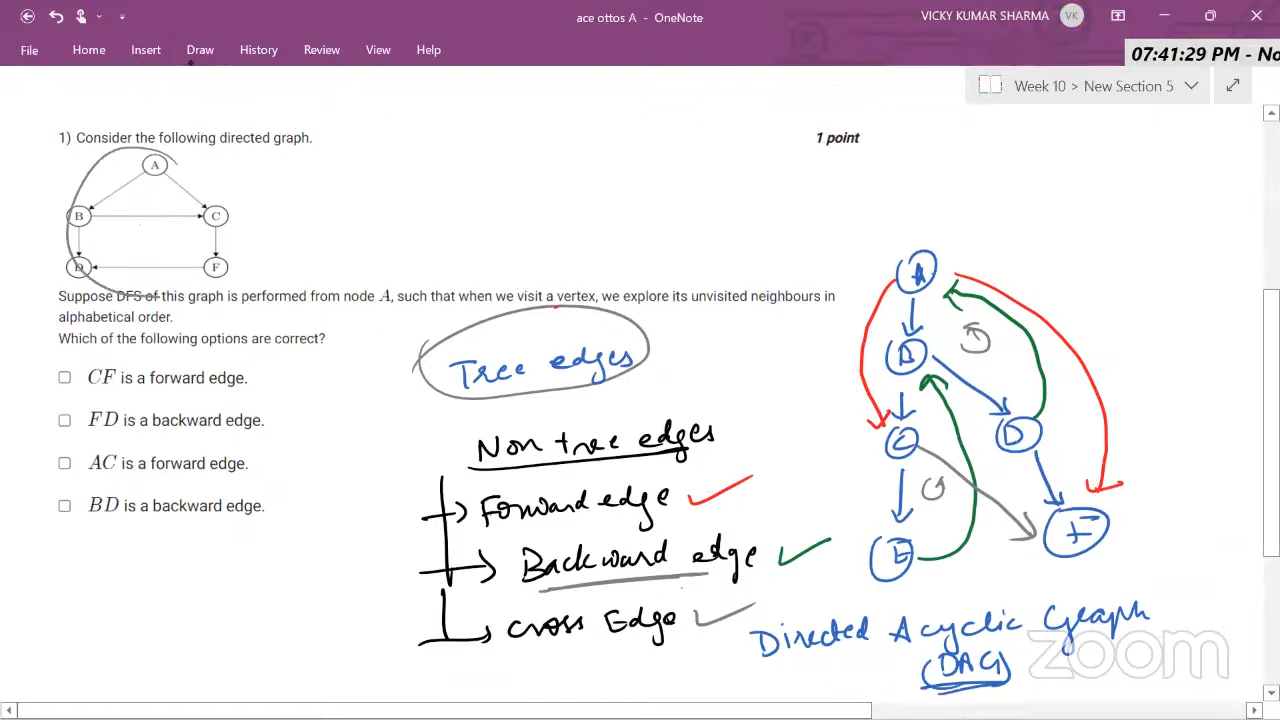 ace ottos A - OneNote
VICKY KUMAR SHARMA VK
File Home Insert Draw History Review View Help
07:41:29 PM - No
Week 10 > New Section 5
1) Consider the following directed graph.
1 point
A
B C
D F
Suppose DFS of this graph is performed from node A, such that when we visit a vertex, we explore its unvisited neighbours in
alphabetical order.
Which of the following options are correct?
CF is a forward edge.
FD is a backward edge.
AC is a forward edge.
BD is a backward edge.
Tree edges
Non tree edges
Forward edge
Backward edge
Cross Edge
A
B
C D
E F
Directed Acyclic Graph
(DAG)
zoom